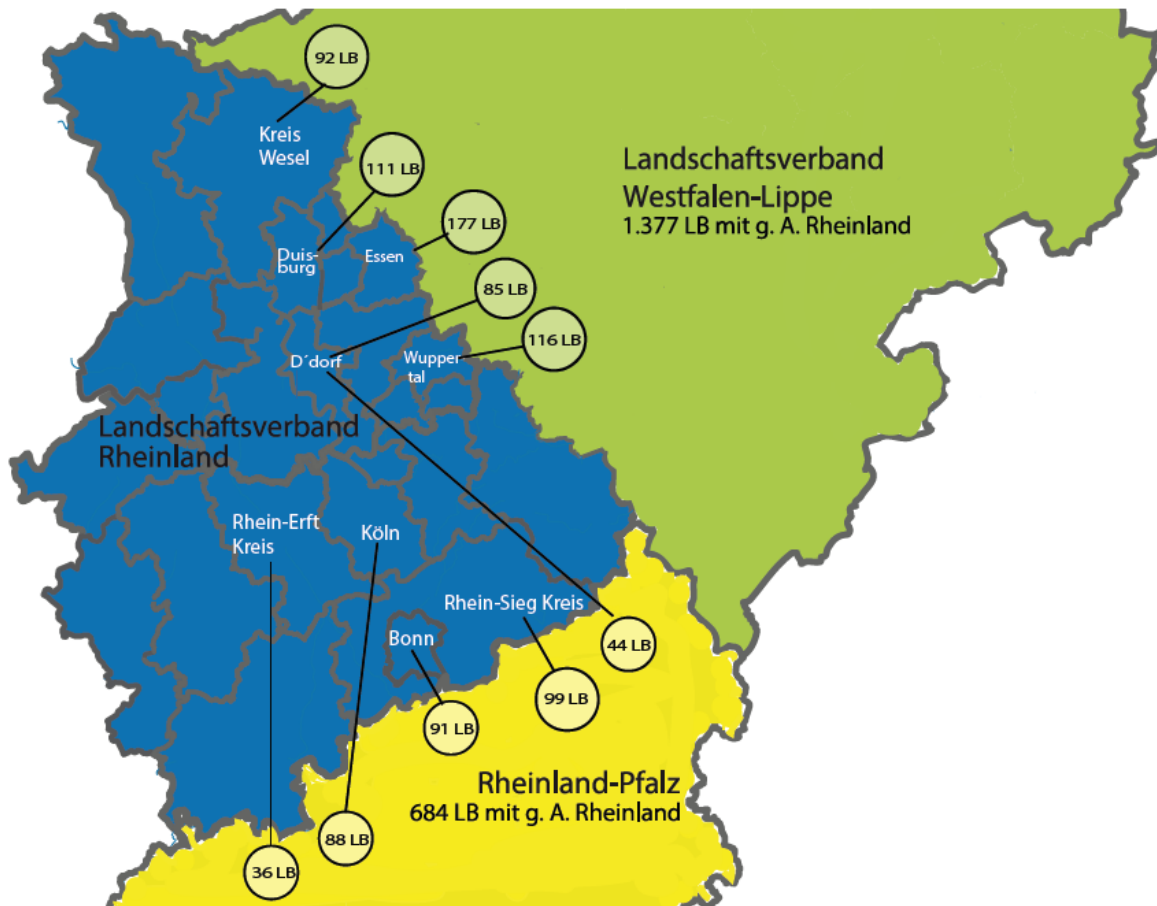 92 LB
Kreis
Wesel
111 LB
Landschaftsverband
Westfalen-Lippe
1.377 LB mit g. A. Rheinland
177 LB
Duis-
burg
Essen
85 LB
116 LB
D´dorf
Wupper
tal
Landschaftsverband
Rheinland
Rhein-Erft
Kreis
Köln
Rhein-Sieg Kreis
Bonn
44 LB
99 LB
91 LB
Rheinland-Pfalz
684 LB mit g. A. Rheinland
88 LB
36 LB